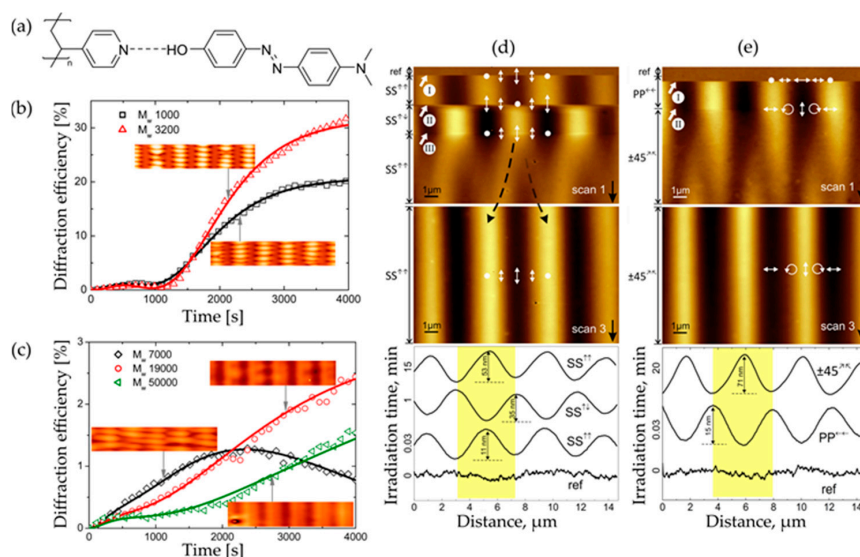 (a)
n
N
HO
N
N
N
(b)
Diffraction efficiency [%]
30
20
10
0
M_w 1000
M_w 3200
0 1000 2000 3000 4000
Time [s]
(c)
Diffraction efficiency [%]
3
2
1
0
M_w 7000
M_w 19000
M_w 50000
0 1000 2000 3000 4000
Time [s]
(d)
ref
SS↑↑
SS↑↓
SS↑↑
I
II
III
1µm
scan 1
SS↑↑
1µm
scan 3
Irradiation time, min
15
1
0.03
0
53 nm
SS↑↑
35 nm
SS↑↓
11 nm
SS↑↑
ref
0 2 4 6 8 10 12 14
Distance, µm
(e)
ref
PP
±45
I
II
1µm
scan 1
±45
1µm
scan 3
Irradiation time, min
20
0.03
0
71 nm
±45
15 nm
PP
ref
0 2 4 6 8 10 12 14
Distance, µm